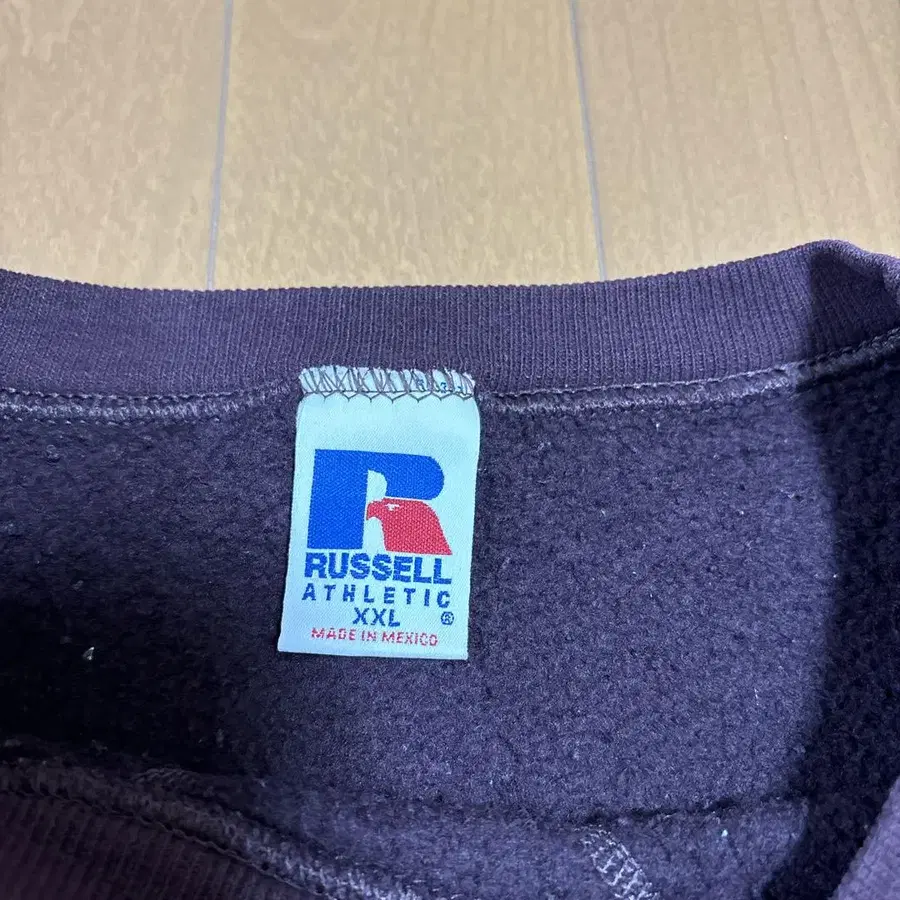 R
RUSSELL
ATHLETIC
XXL ®
MADE IN MEXICO